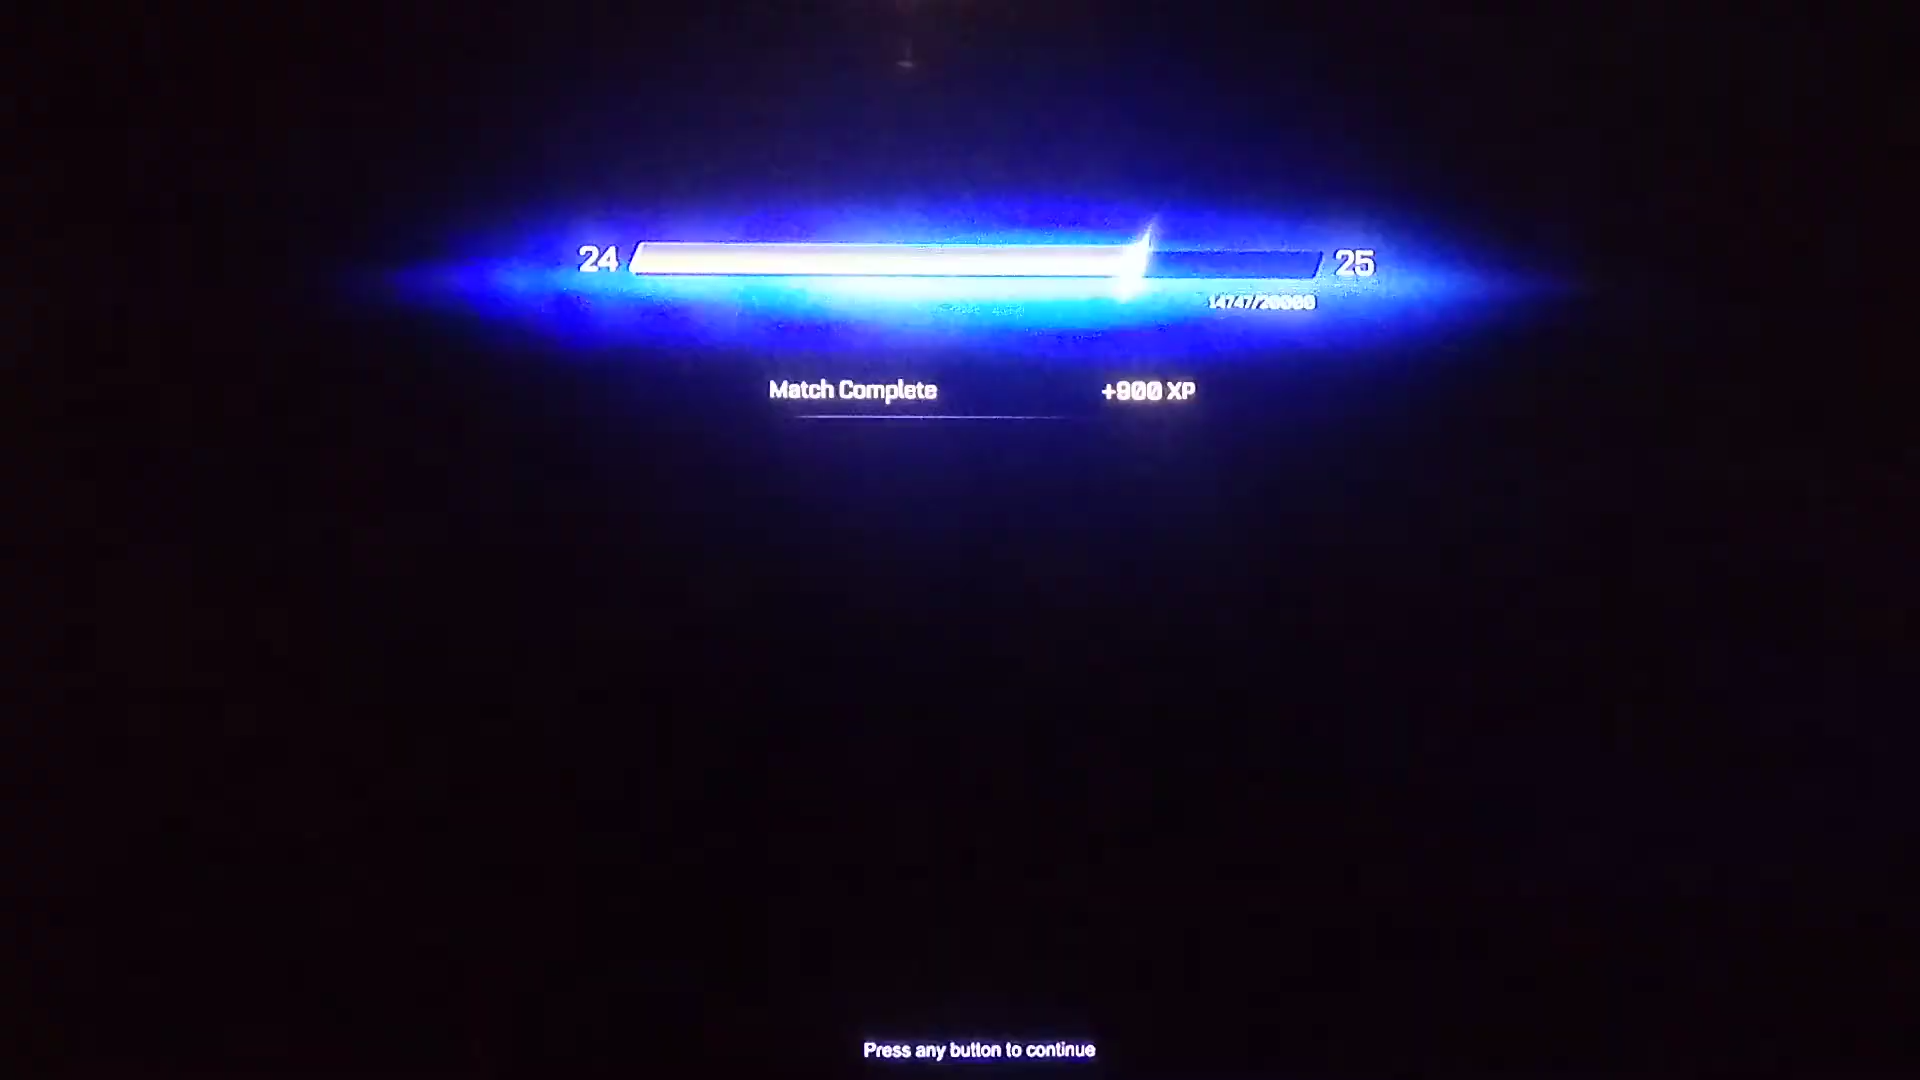 24 25
14747/20000
Match Complete +900 XP
Press any button to continue